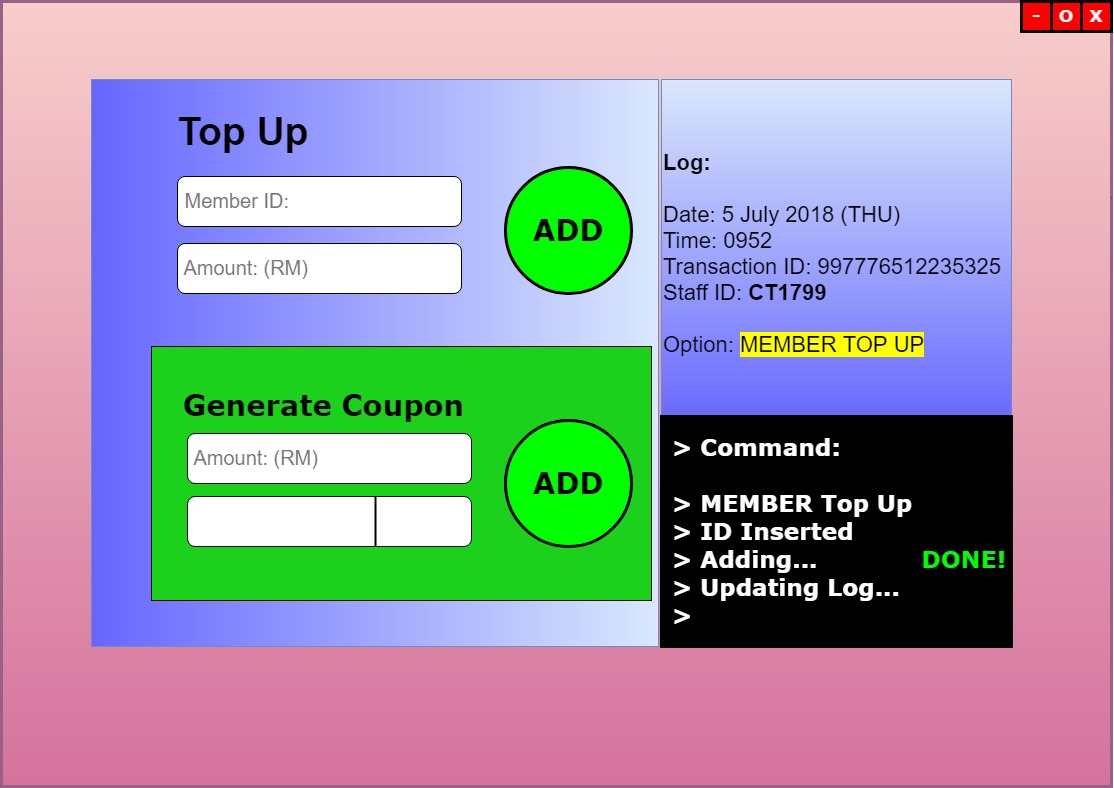 - O X
Top Up
Member ID:
Amount: (RM)
ADD
Generate Coupon
Amount: (RM)
ADD
Log:
Date: 5 July 2018 (THU)
Time: 0952
Transaction ID: 997776512235325
Staff ID: CT1799
Option: MEMBER TOP UP
> Command:
> MEMBER Top Up
> ID Inserted
> Adding... DONE!
> Updating Log...
>